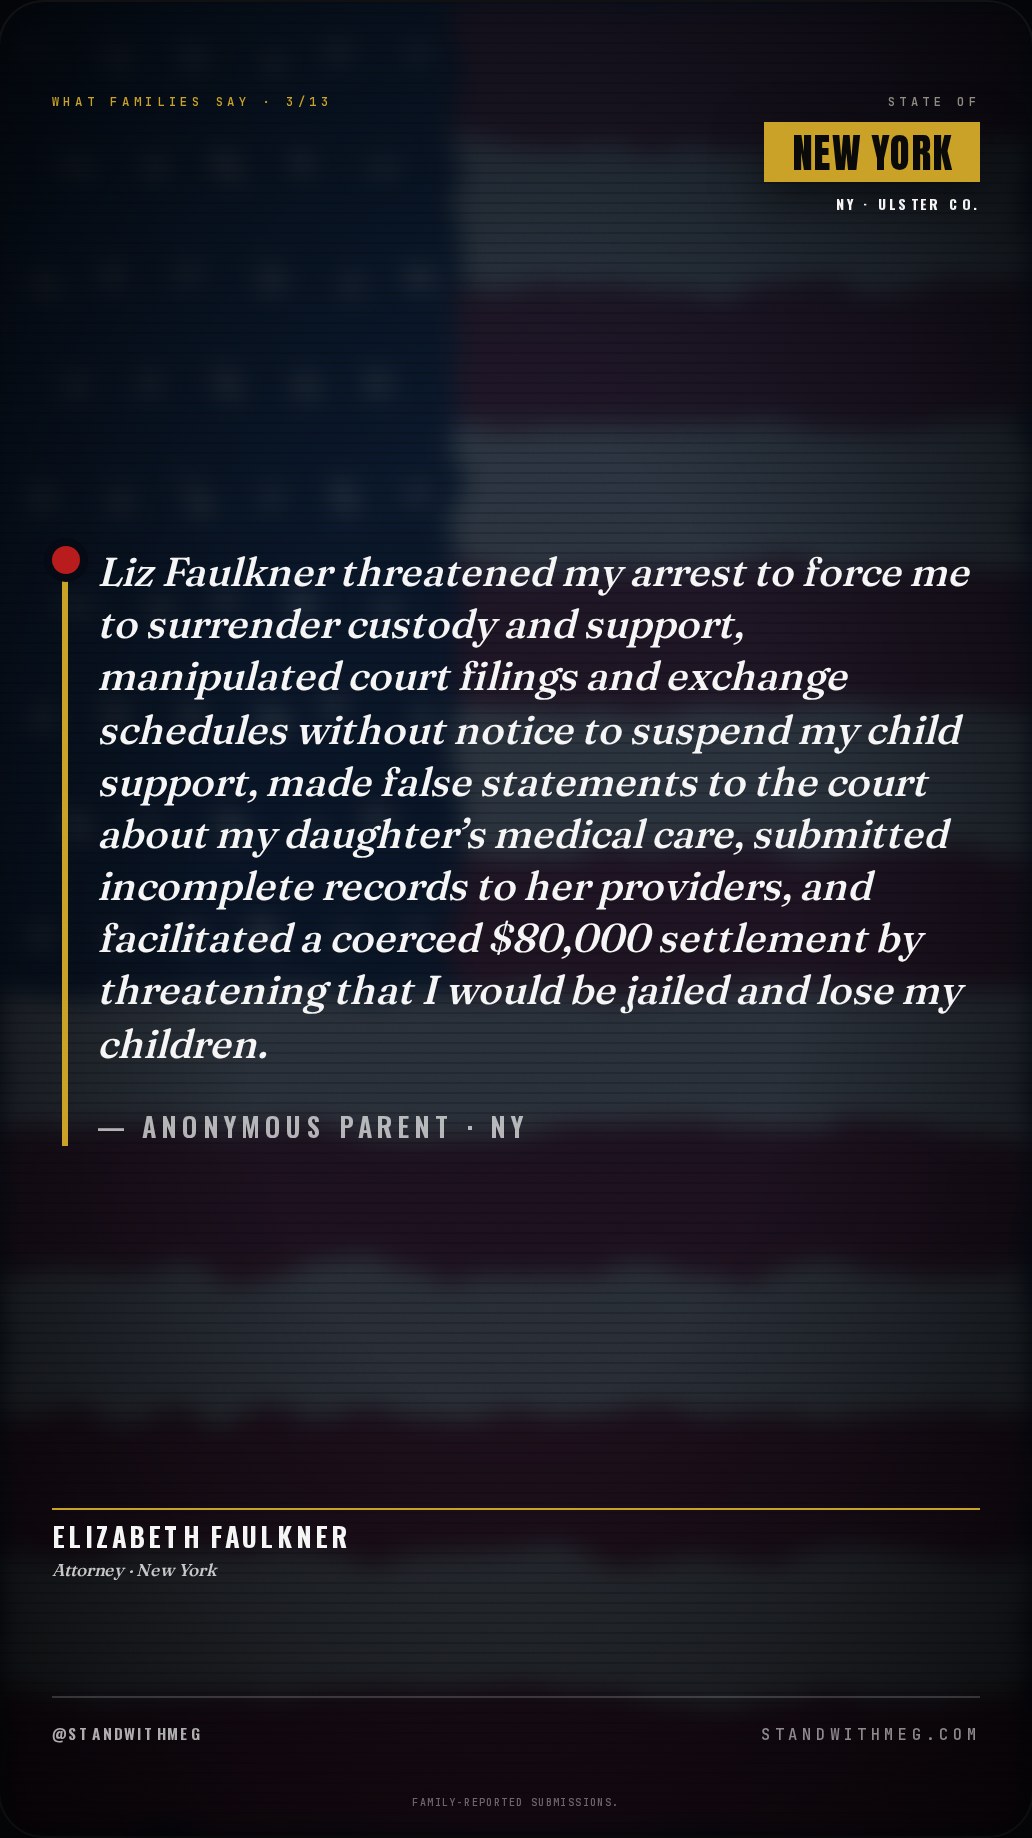 WHAT FAMILIES SAY · 3/13
STATE OF
NEW YORK
NY · ULSTER CO.
Liz Faulkner threatened my arrest to force me
to surrender custody and support,
manipulated court filings and exchange
schedules without notice to suspend my child
support, made false statements to the court
about my daughter’s medical care, submitted
incomplete records to her providers, and
facilitated a coerced $80,000 settlement by
threatening that I would be jailed and lose my
children.
— ANONYMOUS PARENT · NY
ELIZABETH FAULKNER
Attorney · New York
@STANDWITHMEG
STANDWITHMEG.COM
FAMILY-REPORTED SUBMISSIONS.